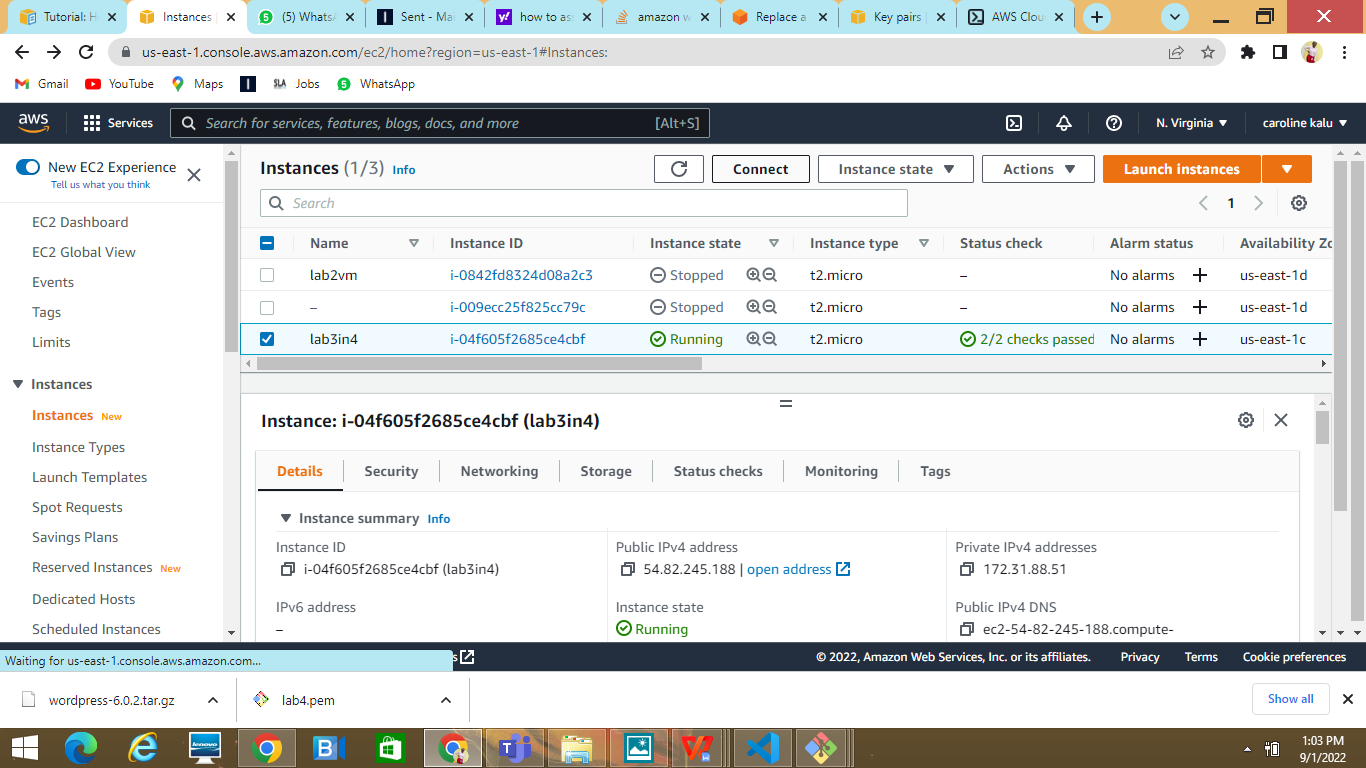 Tutorial: H
Instances
(5) WhatsA
Sent - Ma
how to as
amazon w
Replace a
Key pairs
AWS Clou
us-east-1.console.aws.amazon.com/ec2/home?region=us-east-1#Instances:
Gmail YouTube Maps SLA Jobs 5 WhatsApp
aws Services Search for services, features, blogs, docs, and more [Alt+S] N. Virginia caroline kalu
New EC2 Experience
Tell us what you think
EC2 Dashboard
EC2 Global View
Events
Tags
Limits
Instances
Instances New
Instance Types
Launch Templates
Spot Requests
Savings Plans
Reserved Instances New
Dedicated Hosts
Scheduled Instances
Instances (1/3) Info Connect Instance state Actions Launch instances
Search 1
Name Instance ID Instance state Instance type Status check Alarm status Availability Zo
lab2vm i-0842fd8324d08a2c3 Stopped t2.micro – No alarms + us-east-1d
– i-009ecc25f825cc79c Stopped t2.micro – No alarms + us-east-1d
lab3in4 i-04f605f2685ce4cbf Running t2.micro 2/2 checks passed No alarms + us-east-1c
Instance: i-04f605f2685ce4cbf (lab3in4)
Details Security Networking Storage Status checks Monitoring Tags
Instance summary Info
Instance ID Public IPv4 address Private IPv4 addresses
i-04f605f2685ce4cbf (lab3in4) 54.82.245.188 | open address 172.31.88.51
IPv6 address Instance state Public IPv4 DNS
– Running ec2-54-82-245-188.compute-
Waiting for us-east-1.console.aws.amazon.com... s © 2022, Amazon Web Services, Inc. or its affiliates. Privacy Terms Cookie preferences
wordpress-6.0.2.tar.gz lab4.pem Show all
lenovo
1:03 PM
9/1/2022